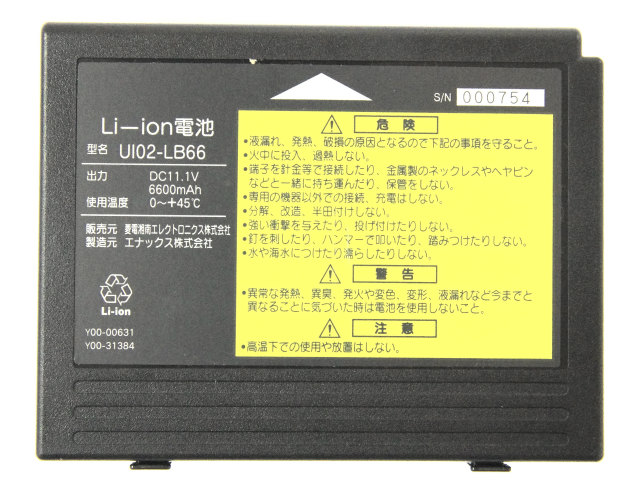 S/N 000754
Li-ion電池
型名 UI02-LB66
出力 DC11.1V
6600mAh
使用温度 0〜+45℃
販売元 菱電湘南エレクトロニクス株式会社
製造元 エナックス株式会社
Li-ion
Y00-00631
Y00-31384
危険
•液漏れ、発熱、破損の原因となるので下記の事項を守ること。
•火中に投入、過熱しない。
•端子を針金等で接続したり、金属製のネックレスやヘヤピン
などと一緒に持ち運んだり、保管をしない。
•専用の機器以外での接続、充電はしない。
•分解、改造、半田付けしない。
•強い衝撃を与えたり、投げ付けたりしない。
•釘を刺したり、ハンマーで叩いたり、踏みつけたりしない。
•水や海水につけたり濡らしたりしない。
警告
•異常な発熱、異臭、発火や変色、変形、液漏れなど今までと
異なることに気づいた時は電池を使用しないこと。
注意
•高温下での使用や放置はしない。